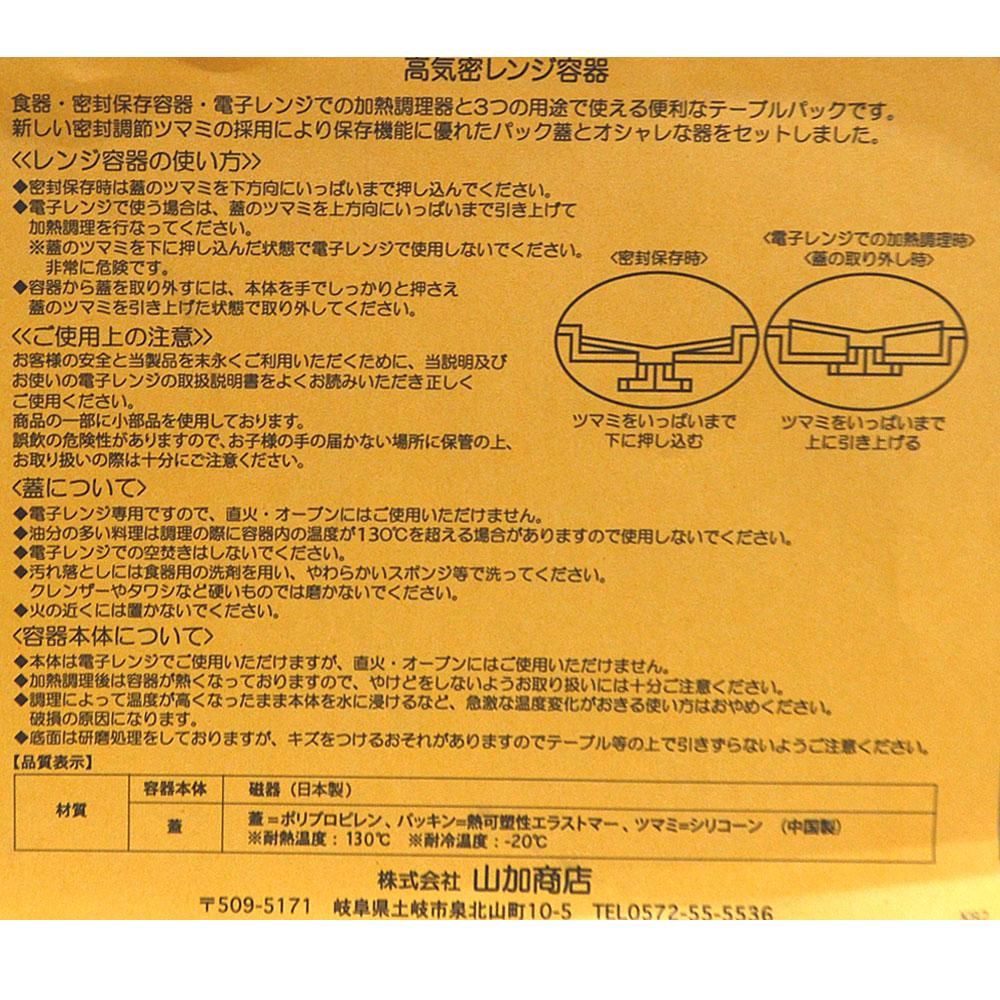 高気密レンジ容器
食器・密封保存容器・電子レンジでの加熱調理器と3つの用途で使える便利なテーブルパックです。
新しい密封調節ツマミの採用により保存機能に優れたパック蓋とオシャレな器をセットしました。
≪レンジ容器の使い方≫
◆密封保存時は蓋のツマミを下方向にいっぱいまで押し込んでください。
◆電子レンジで使う場合は、蓋のツマミを上方向にいっぱいまで引き上げて
加熱調理を行なってください。
※蓋のツマミを下に押し込んだ状態で電子レンジで使用しないでください。
非常に危険です。
◆容器から蓋を取り外すには、本体を手でしっかりと押さえ
蓋のツマミを引き上げた状態で取り外してください。
〈密封保存時〉
ツマミをいっぱいまで
下に押し込む
〈電子レンジでの加熱調理時〉
〈蓋の取り外し時〉
ツマミをいっぱいまで
上に引き上げる
≪ご使用上の注意≫
お客様の安全と当製品を末永くご利用いただくために、当説明及び
お使いの電子レンジの取扱説明書をよくお読みいただき正しく
ご使用ください。
商品の一部に小部品を使用しております。
誤飲の危険性がありますので、お子様の手の届かない場所に保管の上、
お取り扱いの際は十分にご注意ください。
〈蓋について〉
◆電子レンジ専用ですので、直火・オーブンにはご使用いただけません。
◆油分の多い料理は調理の際に容器内の温度が130℃を超える場合がありますので使用しないでください。
◆電子レンジでの空焚きはしないでください。
◆汚れ落としには食器用の洗剤を用い、やわらかいスポンジ等で洗ってください。
クレンザーやタワシなど硬いものでは磨かないでください。
◆火の近くには置かないでください。
〈容器本体について〉
◆本体は電子レンジでご使用いただけますが、直火・オーブンにはご使用いただけません。
◆加熱調理後は容器が熱くなっておりますので、やけどをしないようお取り扱いには十分ご注意ください。
◆調理によって温度が高くなったまま本体を水に浸けるなど、急激な温度変化がおきる使い方はおやめください。
破損の原因になります。
◆底面は研磨処理をしておりますが、キズをつけるおそれがありますのでテーブル等の上で引きずらないようご注意ください。
【品質表示】
材質 容器本体 磁器（日本製）
蓋 蓋=ポリプロピレン、パッキン=熱可塑性エラストマー、ツマミ=シリコーン （中国製）
※耐熱温度：130℃ ※耐冷温度：-20℃
株式会社 山加商店
〒509-5171 岐阜県土岐市泉北山町10-5 TEL0572-55-5536